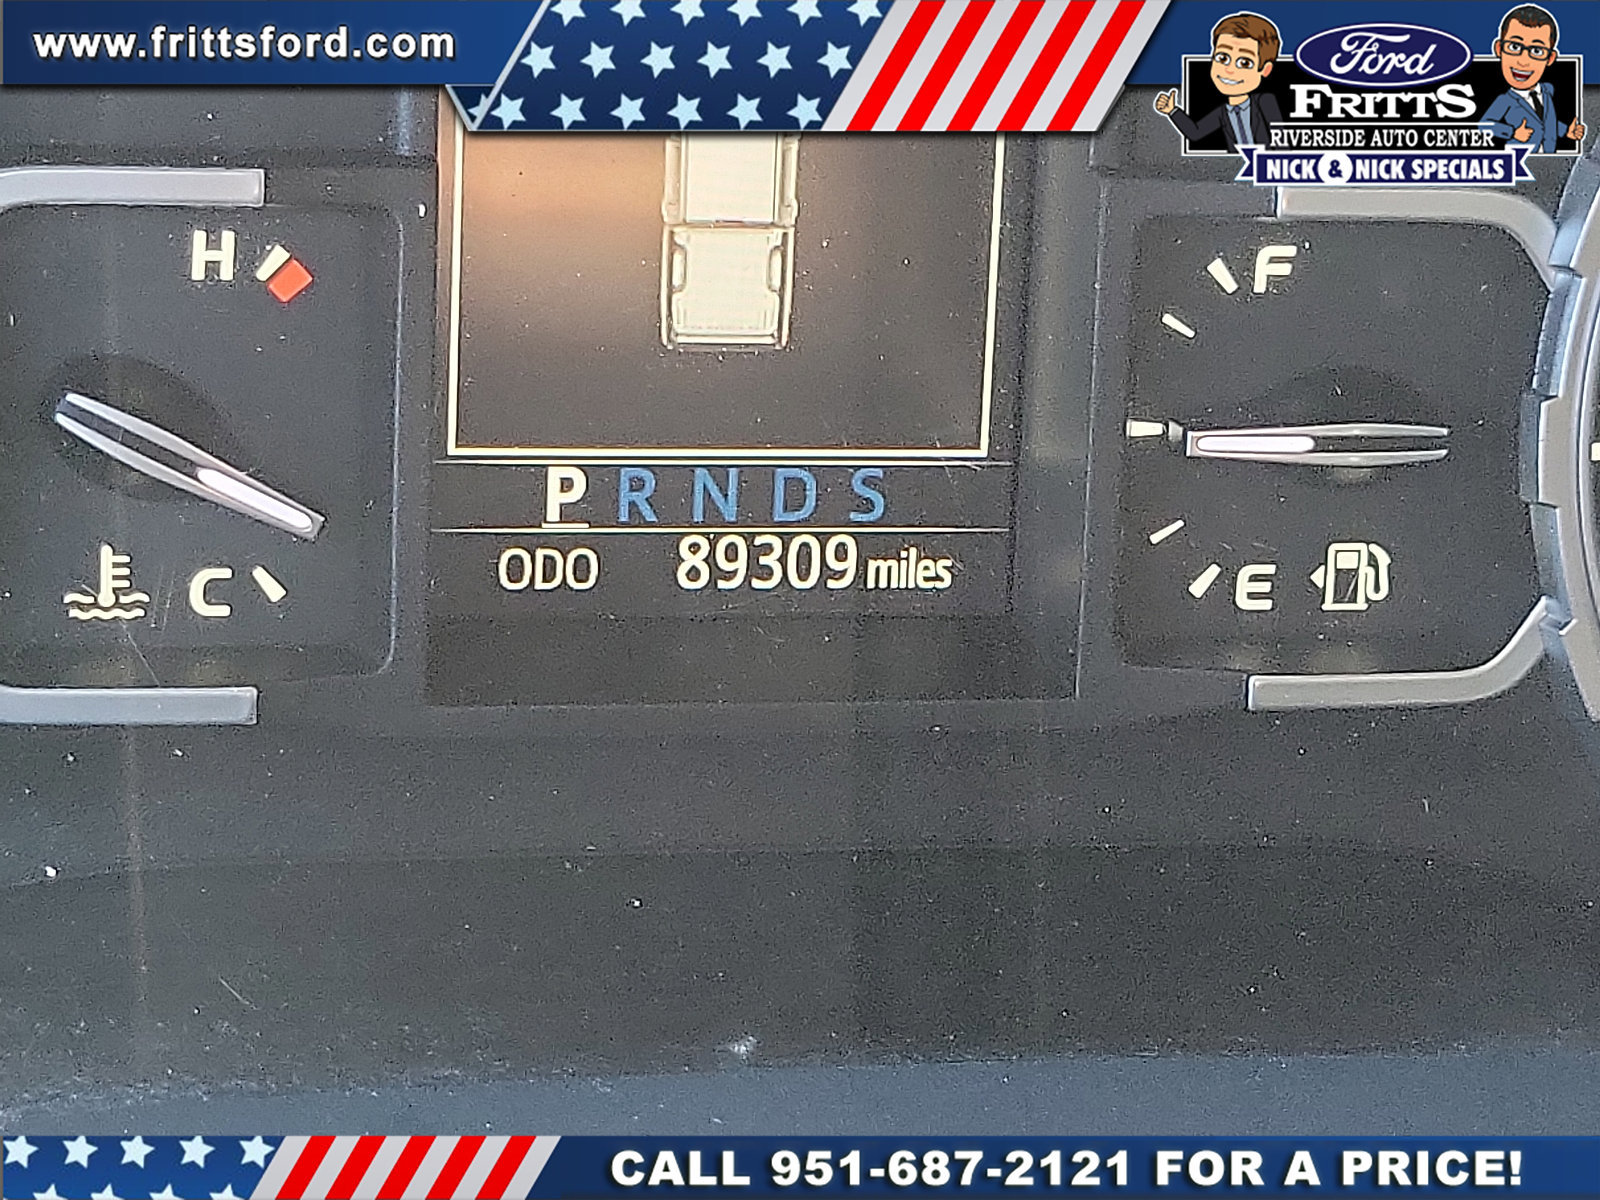 www.frittsford.com
Ford
FRITTS
RIVERSIDE AUTO CENTER
NICK & NICK SPECIALS
H
F
P R N D S
ODO 89309 miles
C
E
CALL 951-687-2121 FOR A PRICE!